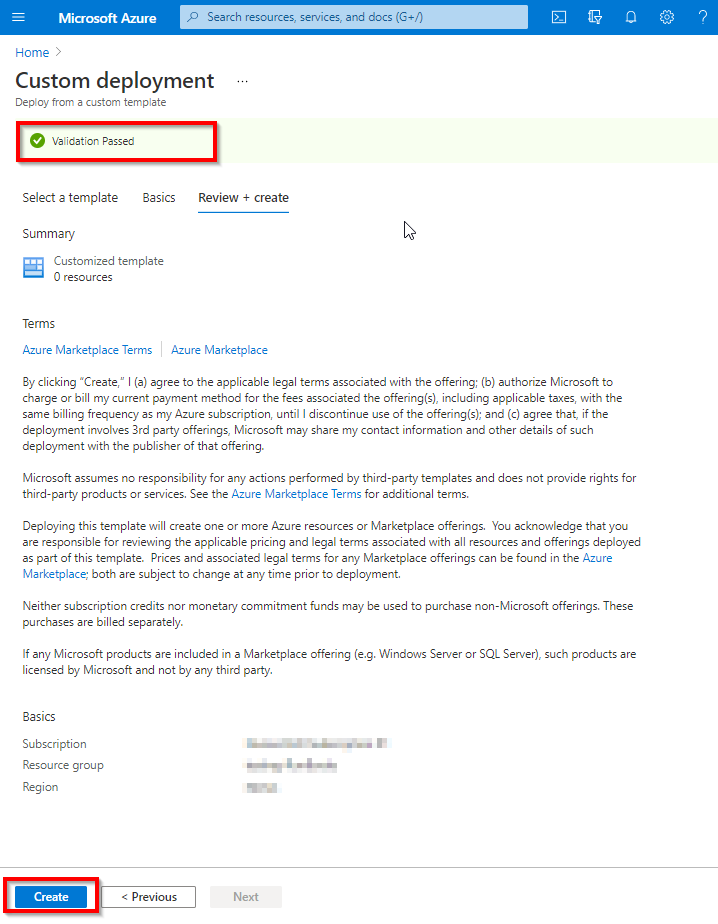 Microsoft Azure
Search resources, services, and docs (G+/)
Home
Custom deployment
Deploy from a custom template
Validation Passed
Select a template Basics Review + create
Summary
Customized template
0 resources
Terms
Azure Marketplace Terms Azure Marketplace
By clicking “Create,” I (a) agree to the applicable legal terms associated with the offering; (b) authorize Microsoft to
charge or bill my current payment method for the fees associated the offering(s), including applicable taxes, with the
same billing frequency as my Azure subscription, until I discontinue use of the offering(s); and (c) agree that, if the
deployment involves 3rd party offerings, Microsoft may share my contact information and other details of such
deployment with the publisher of that offering.
Microsoft assumes no responsibility for any actions performed by third-party templates and does not provide rights for
third-party products or services. See the Azure Marketplace Terms for additional terms.
Deploying this template will create one or more Azure resources or Marketplace offerings. You acknowledge that you
are responsible for reviewing the applicable pricing and legal terms associated with all resources and offerings deployed
as part of this template. Prices and associated legal terms for any Marketplace offerings can be found in the Azure
Marketplace; both are subject to change at any time prior to deployment.
Neither subscription credits nor monetary commitment funds may be used to purchase non-Microsoft offerings. These
purchases are billed separately.
If any Microsoft products are included in a Marketplace offering (e.g. Windows Server or SQL Server), such products are
licensed by Microsoft and not by any third party.
Basics
Subscription
Resource group
Region
Create < Previous Next